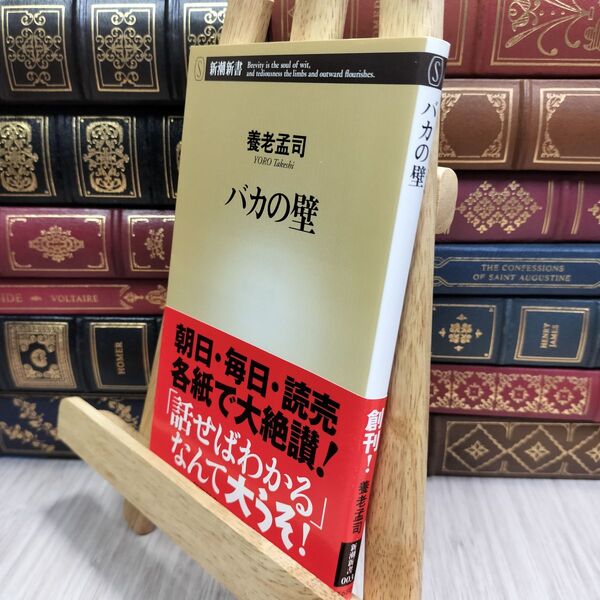 新潮新書
Brevity is the soul of wit,
and tediousness the limbs and outward flourishes.
養老孟司
YORO Takeshi
バカの壁
朝日・毎日・読売
各紙で大絶讃!
「話せばわかる」
なんて大うそ!
S
バカの壁
創刊!
養老孟司
新潮新書
003
IDE
VOLTAIRE
HOMER
THE CONFESSIONS
OF SAINT AUGUSTINE
HENRY
JAMES